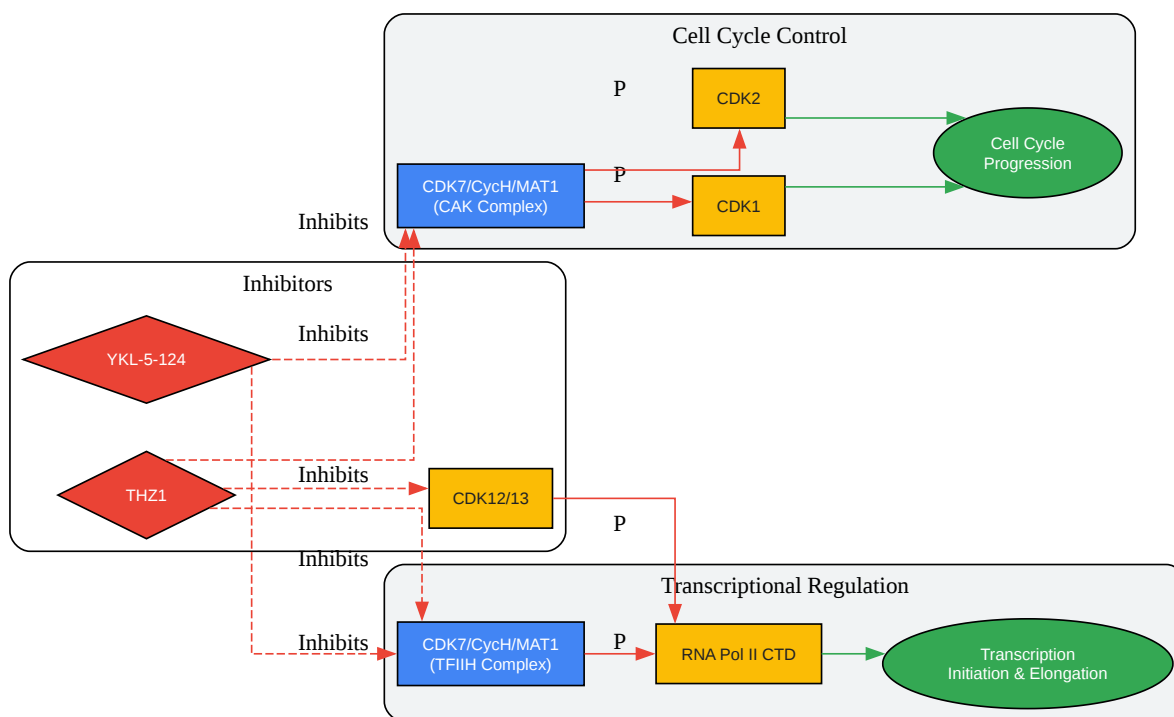 Cell Cycle Control
P
CDK2
Cell Cycle
Progression
CDK7/CycH/MAT1
(CAK Complex)
P
CDK1
Inhibits
Inhibitors
Inhibits
YKL-5-124
Inhibits
THZ1
CDK12/13
P
Inhibits
Transcriptional Regulation
Inhibits
CDK7/CycH/MAT1
(TFIIH Complex)
P
RNA Pol II CTD
Transcription
Initiation & Elongation